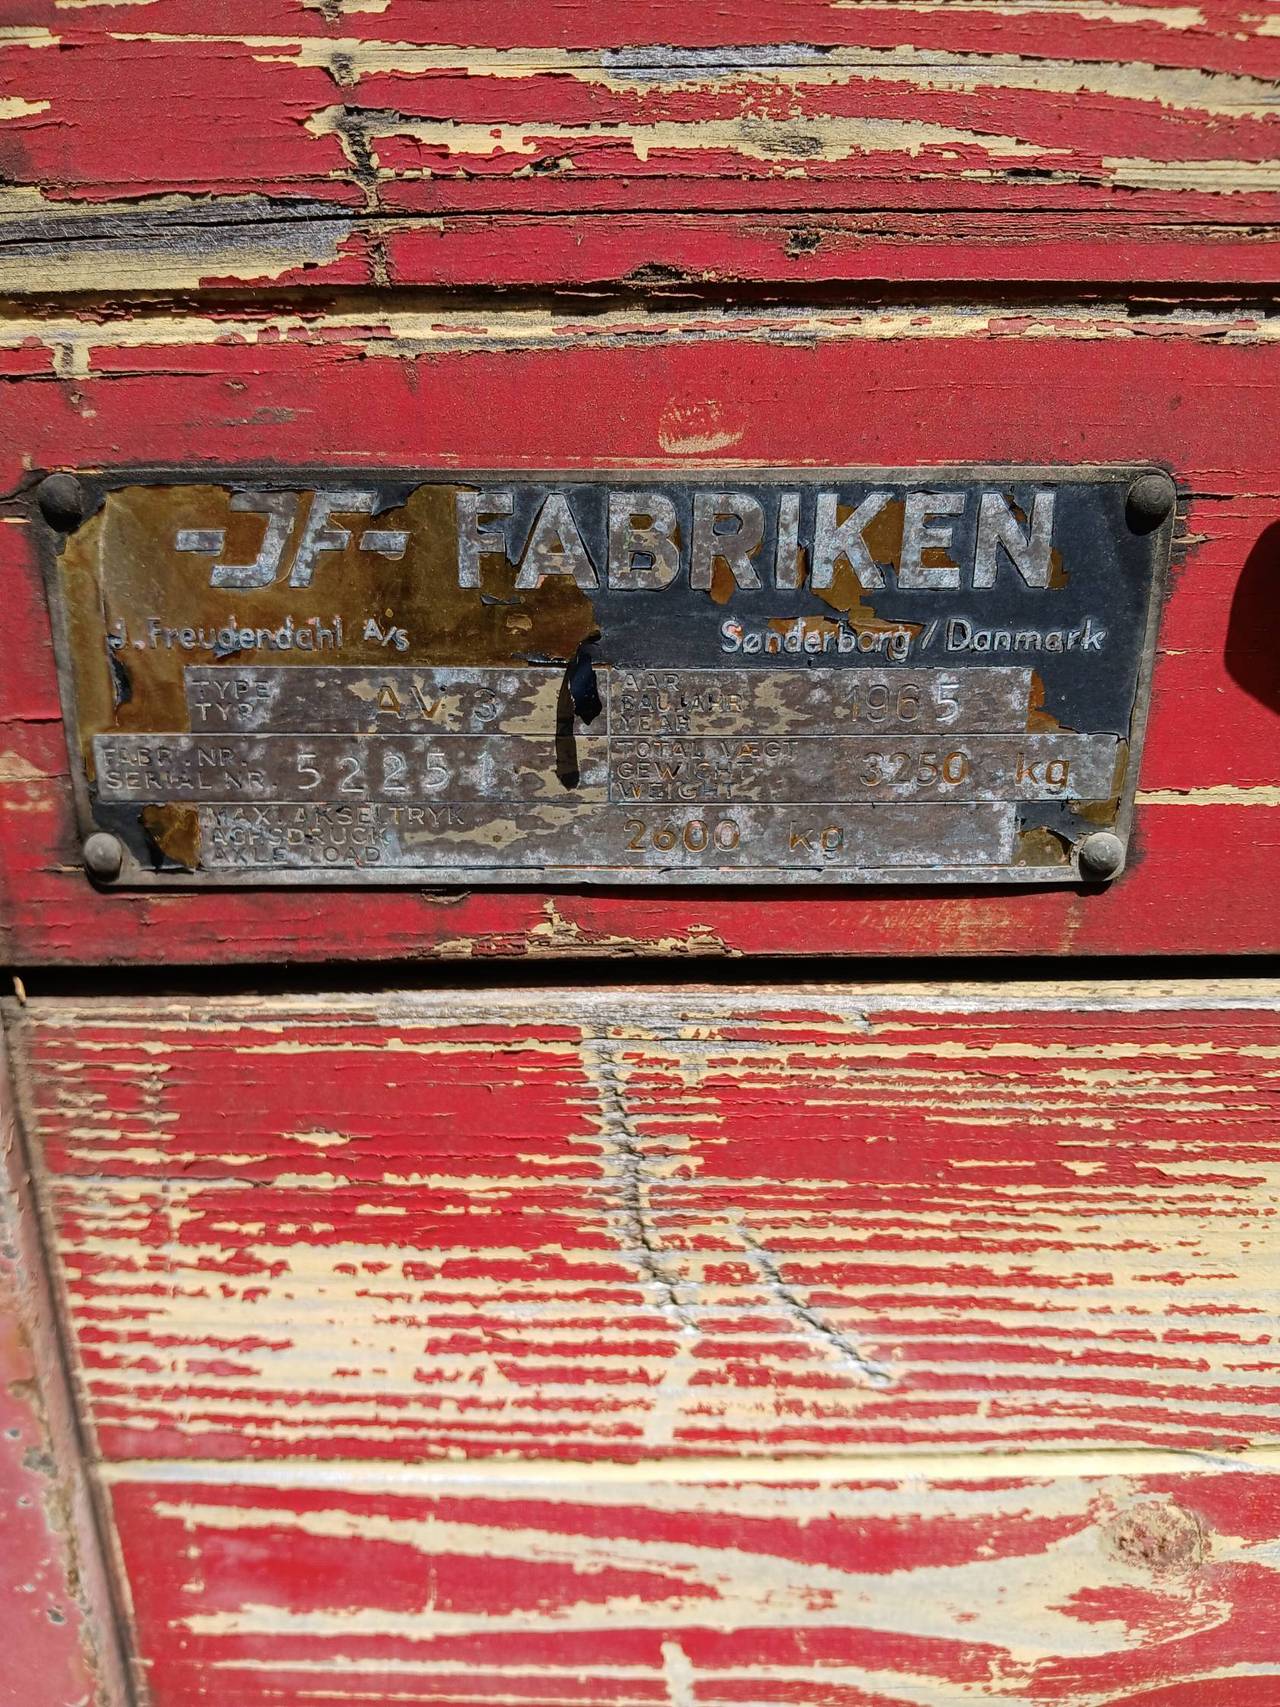 -JF- FABRIKEN
J. Freudendahl A/S Sønderborg / Danmark
TYPE
TYP AV 3
AAR
BAUJAHR
YEAR 1965
FABR. NR.
SERIAL NR. 52251
TOTAL VÆGT
GEWICHT
WEIGHT 3250 kg
MAX. AKSELTRYK
ACHSDRUCK
AXLE LOAD 2600 kg